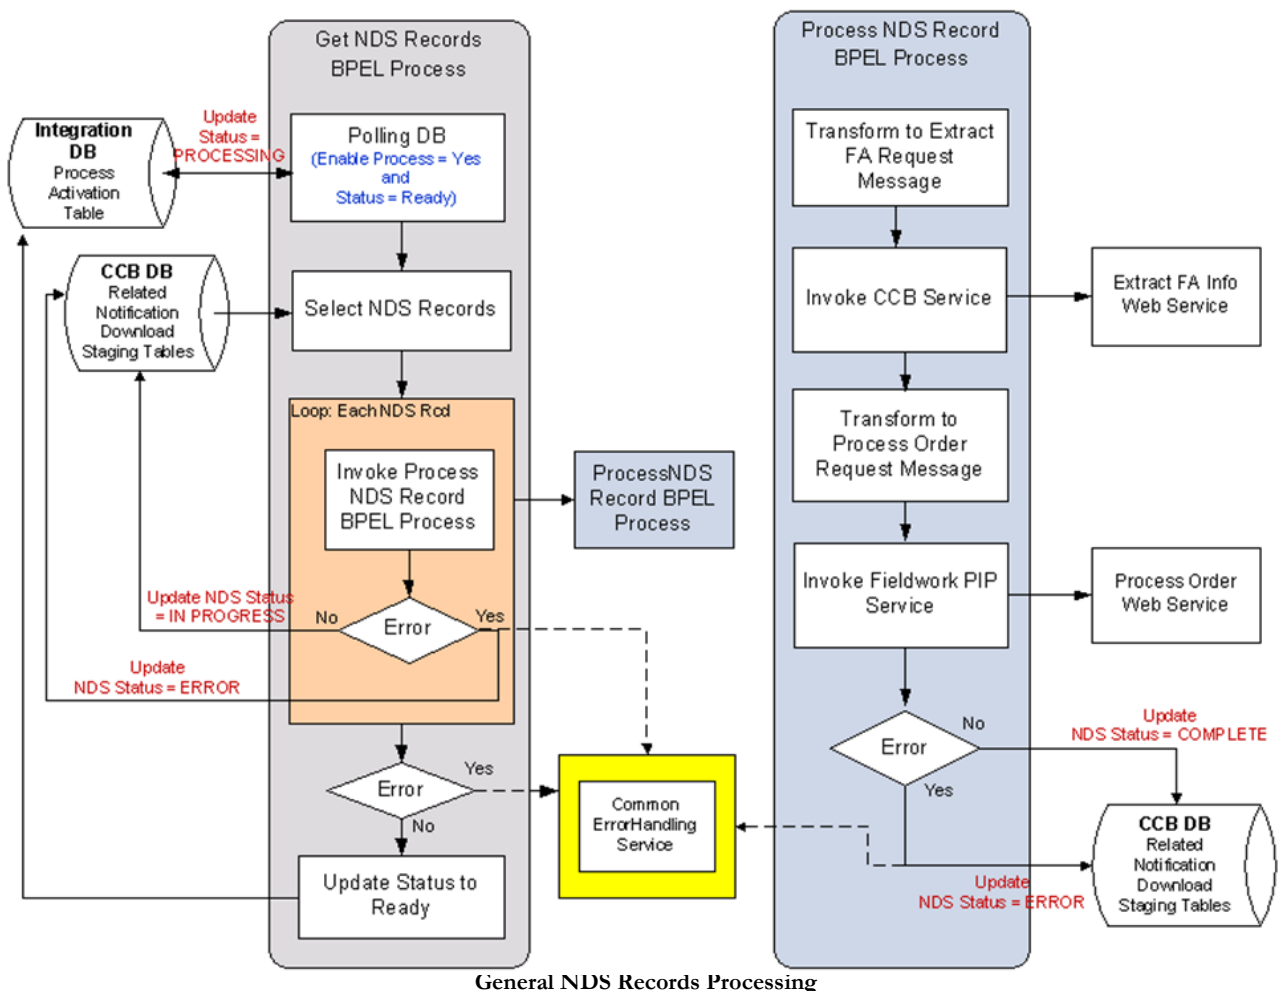 Get NDS Records
BPEL Process
Process NDS Record
BPEL Process
Integration
DB
Process
Activation
Table
Update
Status =
PROCESSING
Polling DB
(Enable Process = Yes
and
Status = Ready)
Transform to Extract
FA Request
Message
CCB DB
Related
Notification
Download
Staging Tables
Select NDS Records
Invoke CCB Service
Extract FA Info
Web Service
Loop: Each NDS Rcd
Invoke Process
NDS Record
BPEL Process
ProcessNDS
Record BPEL
Process
Transform to
Process Order
Request Message
Invoke Fieldwork PIP
Service
Process Order
Web Service
Update NDS Status
= IN PROGRESS
No
Error
Yes
Update
NDS Status = ERROR
Error
Yes
No
Common
ErrorHandling
Service
Update Status to
Ready
Error
No
Yes
Update
NDS Status = COMPLETE
CCB DB
Related
Notification
Download
Staging Tables
Update
NDS Status = ERROR
General NDS Records Processing